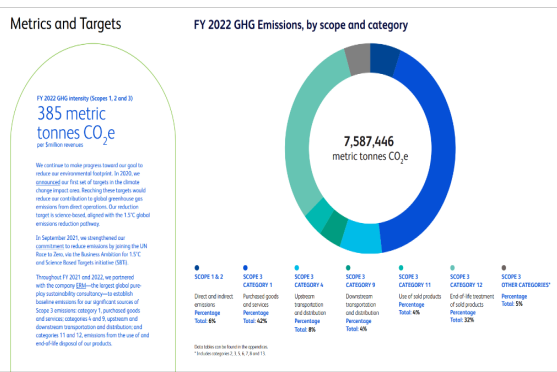 Metrics and Targets
FY 2022 GHG Emissions, by scope and category
FY 2022 GHG intensity (Scopes 1, 2 and 3)
385 metric
tonnes CO2e
per $million revenues
We continue to make progress toward our goal to
reduce our environmental footprint. In 2020, we
announced our first set of targets in the climate
change impact area. Reaching these targets would
reduce our contribution to global greenhouse gas
emissions from direct operations. Our reduction
target is science-based, aligned with the 1.5°C global
emissions reduction pathway.
In September 2021, we strengthened our
commitment to reduce emissions by joining the UN
Race to Zero, via the Business Ambition for 1.5°C
and Science Based Targets initiative (SBTi).
Throughout FY 2021 and 2022, we partnered
with the company ERM—the largest global pure-
play sustainability consultancy—to establish
baseline emissions for our significant sources of
Scope 3 emissions: category 1, purchased goods
and services; categories 4 and 9, upstream and
downstream transportation and distribution; and
categories 11 and 12, emissions from the use of and
end-of-life disposal of our products.
7,587,446
metric tonnes CO2e
SCOPE 1 & 2
Direct and indirect
emissions
Percentage
Total: 6%
SCOPE 3
CATEGORY 1
Purchased goods
and services
Percentage
Total: 42%
SCOPE 3
CATEGORY 4
Upstream
transportation
and distribution
Percentage
Total: 8%
SCOPE 3
CATEGORY 9
Downstream
transportation
and distribution
Percentage
Total: 4%
SCOPE 3
CATEGORY 11
Use of sold products
Percentage
Total: 4%
SCOPE 3
CATEGORY 12
End-of-life treatment
of sold products
Percentage
Total: 32%
SCOPE 3
OTHER CATEGORIES*
Percentage
Total: 5%
Data tables can be found in the appendices.
* Includes categories 2, 3, 5, 6, 7, 8 and 15